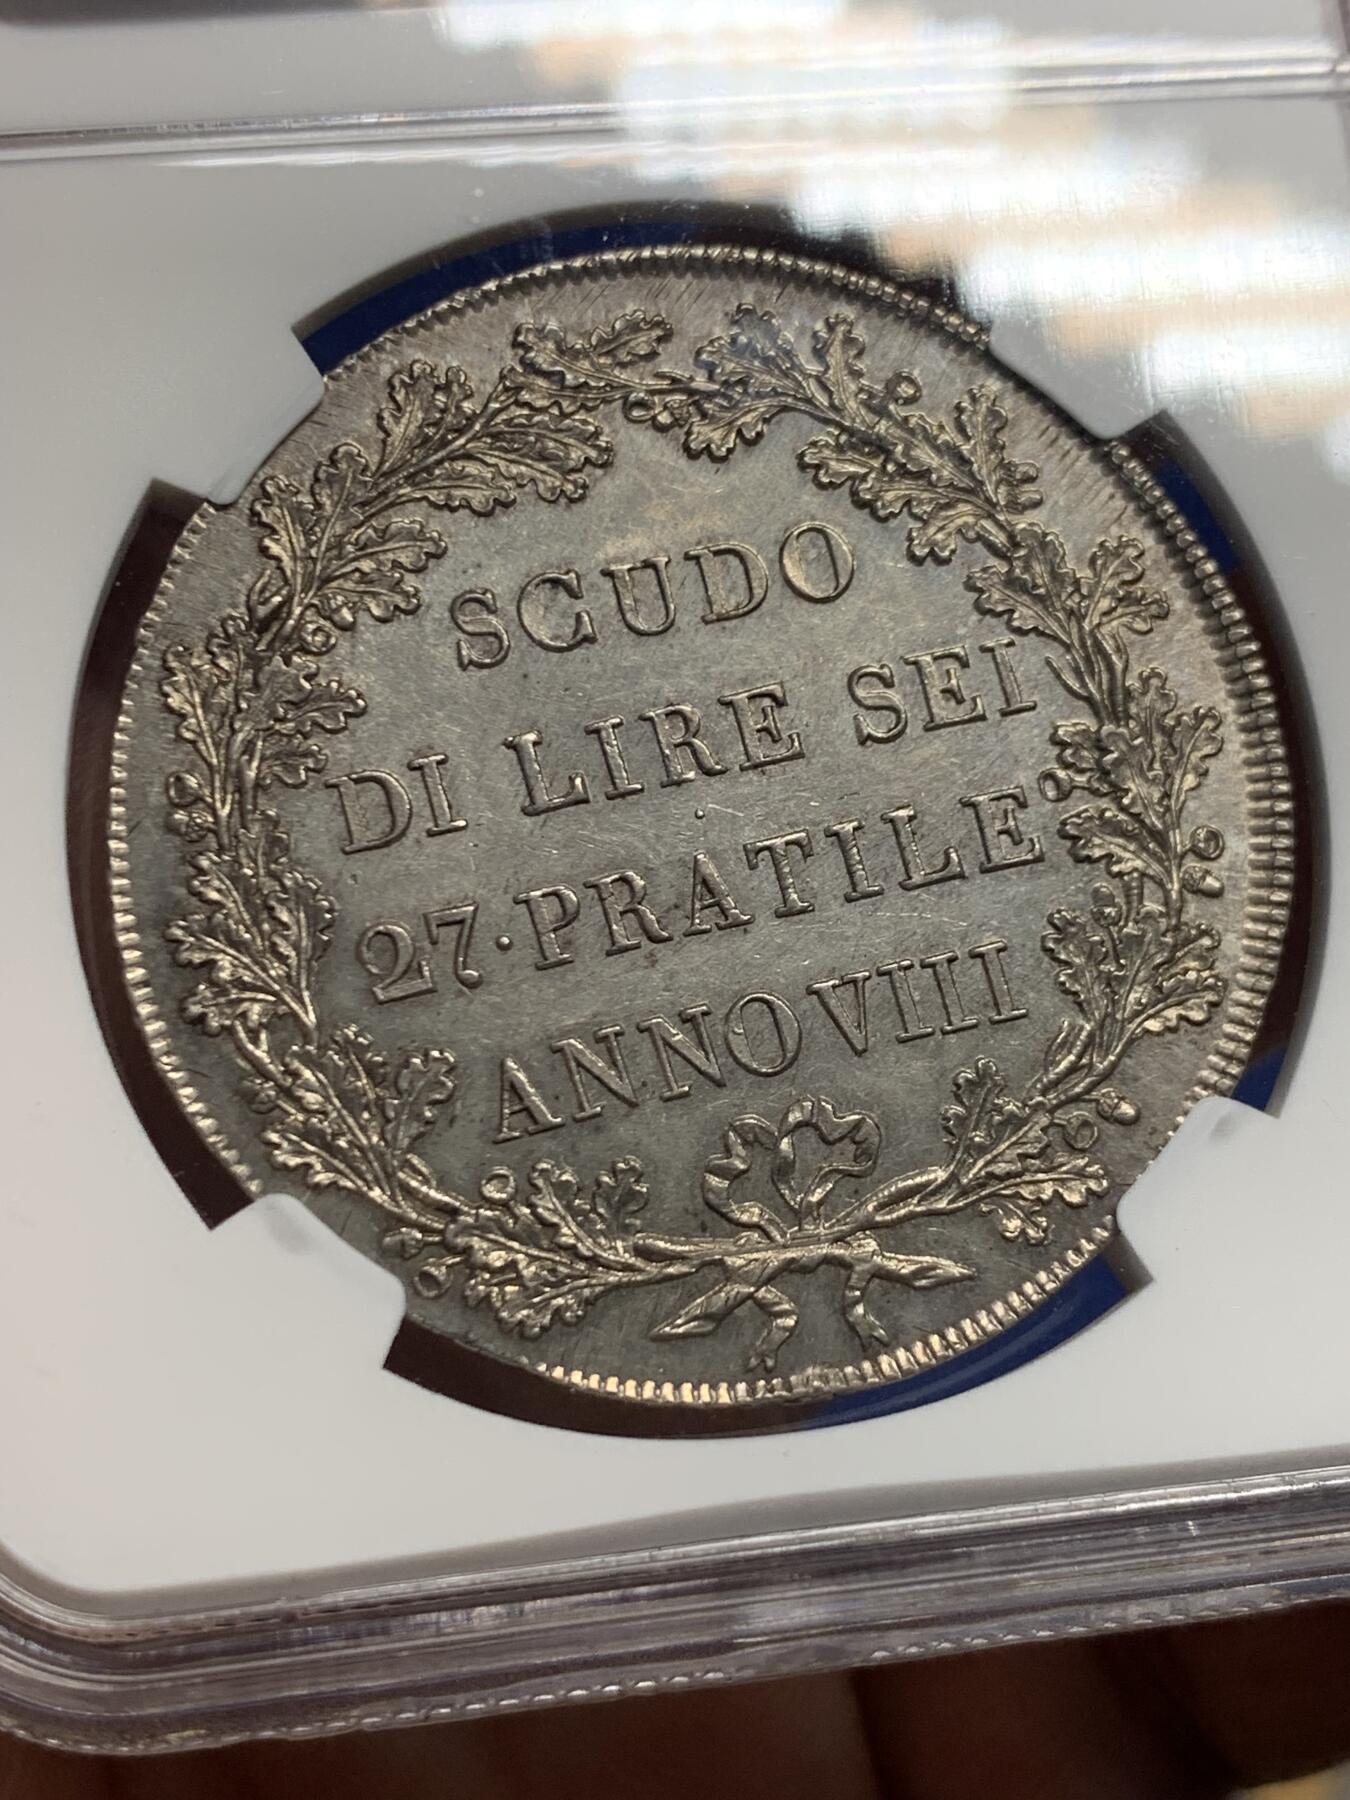 SCUDO
DI LIRE SEI
27·PRATILE
ANNO VIII